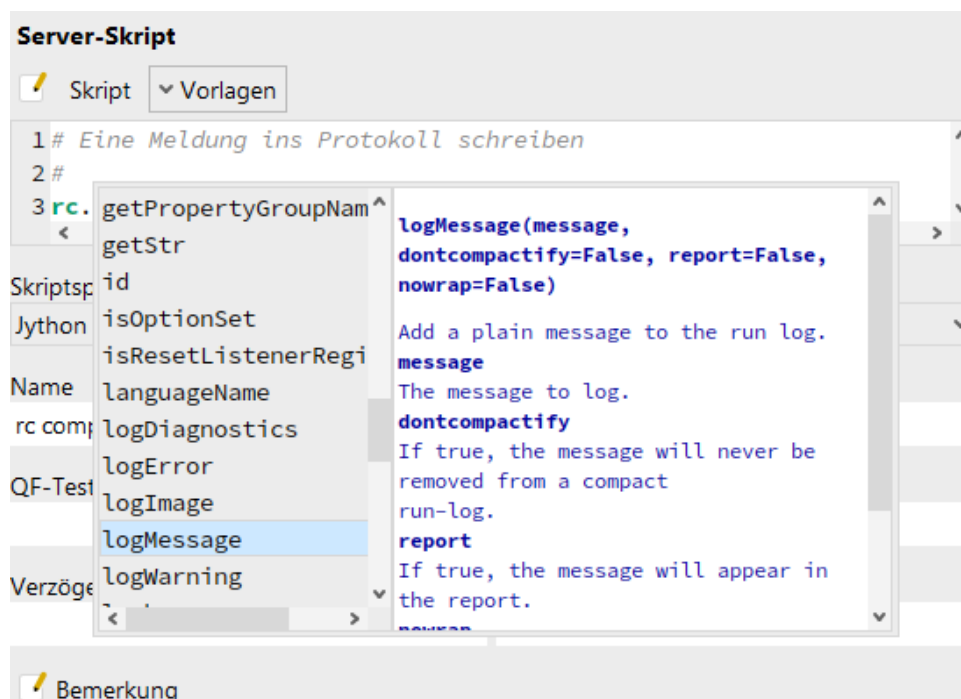 Server-Skript
Skript
Vorlagen
1 # Eine Meldung ins Protokoll schreiben
2 #
3 rc.
getPropertyGroupNam
getStr
id
isOptionSet
isResetListenerRegi
languageName
logDiagnostics
logError
logImage
logMessage
logWarning
logMessage(message,
dontcompactify=False, report=False,
nowrap=False)
Add a plain message to the run log.
message
The message to log.
dontcompactify
If true, the message will never be
removed from a compact
run-log.
report
If true, the message will appear in
the report.
nowrap
Skriptsp
Jython
Name
rc comp
QF-Test
Verzöge
Bemerkung